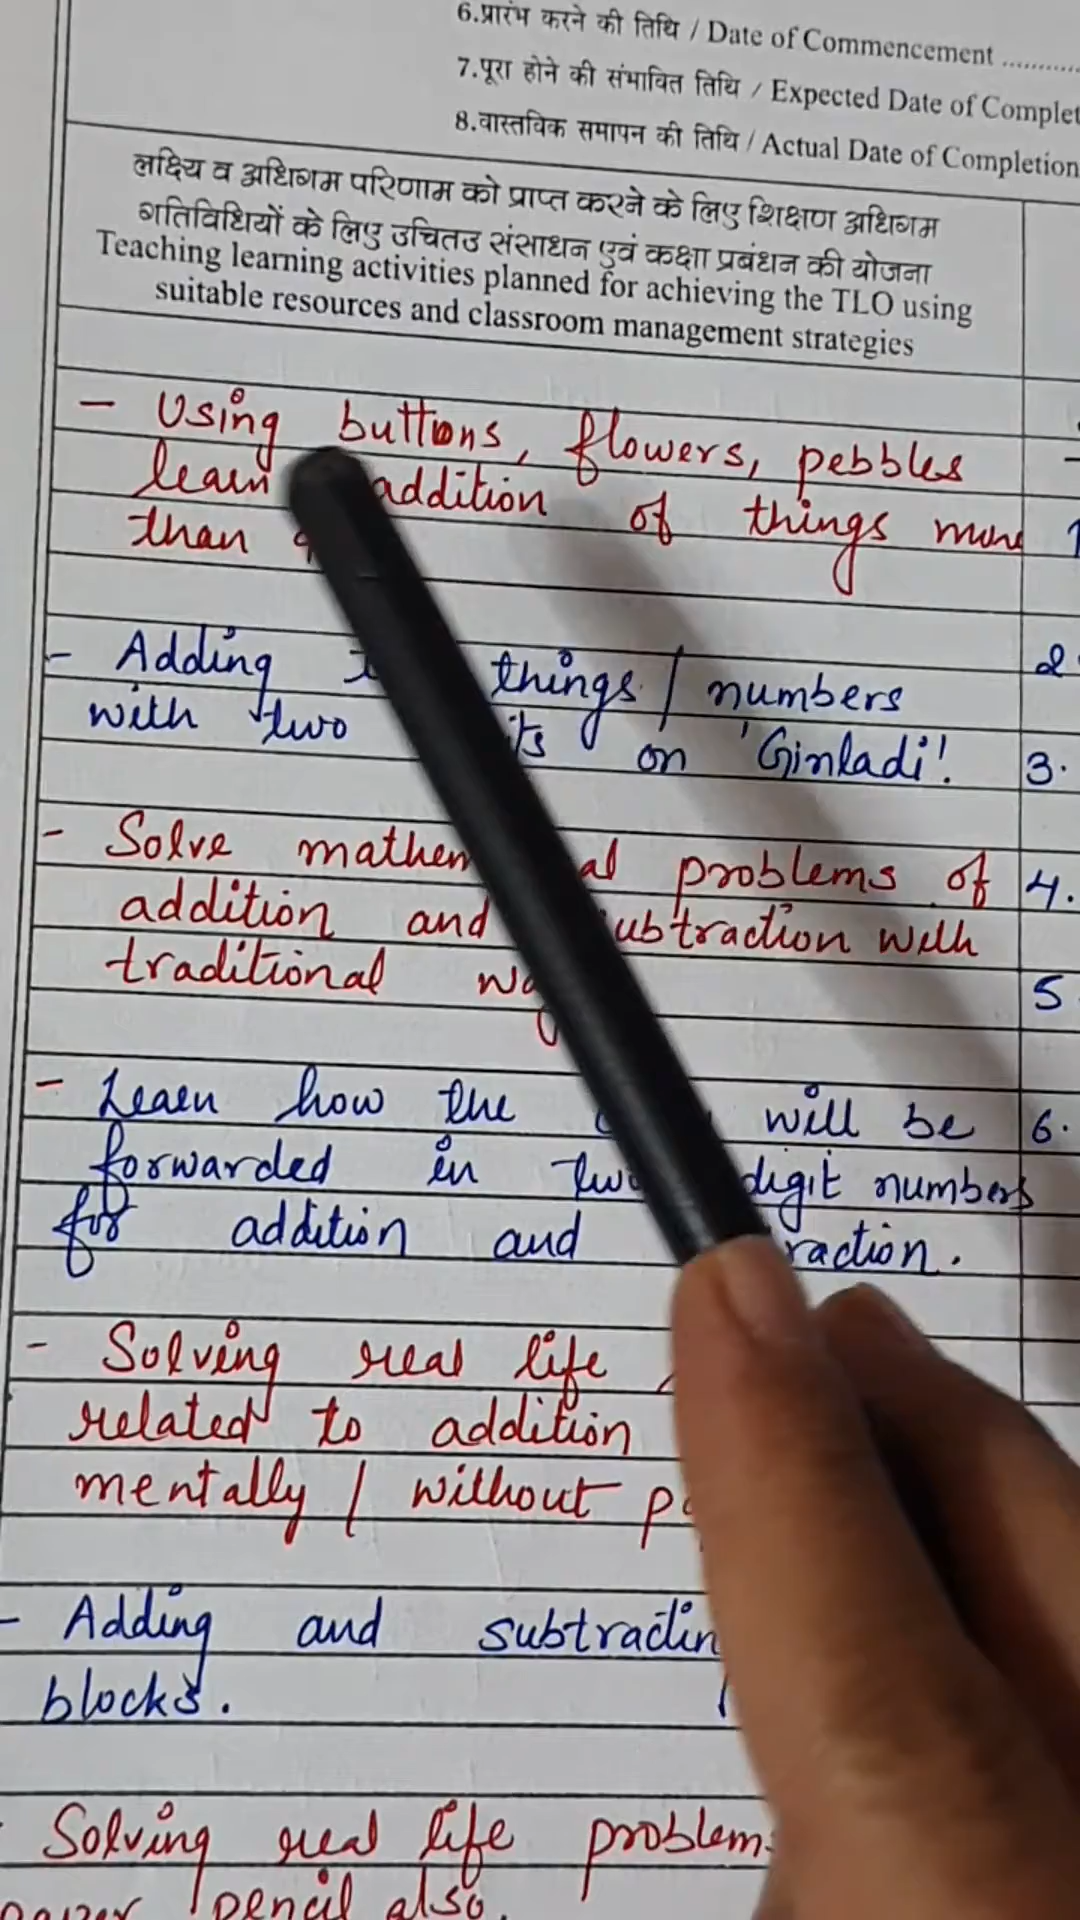 6.प्रारंभ करने की तिथि / Date of Commencement ...........
7.पूरा होने की संभावित तिथि / Expected Date of Complet
8.वास्तविक समापन की तिथि / Actual Date of Completion
लक्ष्यि व अधिगम परिणाम को प्राप्त करने के लिए शिक्षण अधिगम
गतिविधियों के लिए उचितउ संसाधन एवं कक्षा प्रबंधन की योजना
Teaching learning activities planned for achieving the TLO using
suitable resources and classroom management strategies
- Using buttons, flowers, pebbles
learn addition of things more
than
- Adding things / numbers
with two on 'Ginladi'.
- Solve problems of
addition and subtraction with
traditional
- Learn how the will be
forwarded in two digit numbers
for addition and
- Solving real life
related to addition
mentally / without
- Adding and subtractin
blocks.
Solving real life problem
pencil also.
2
3.
4.
5
6.